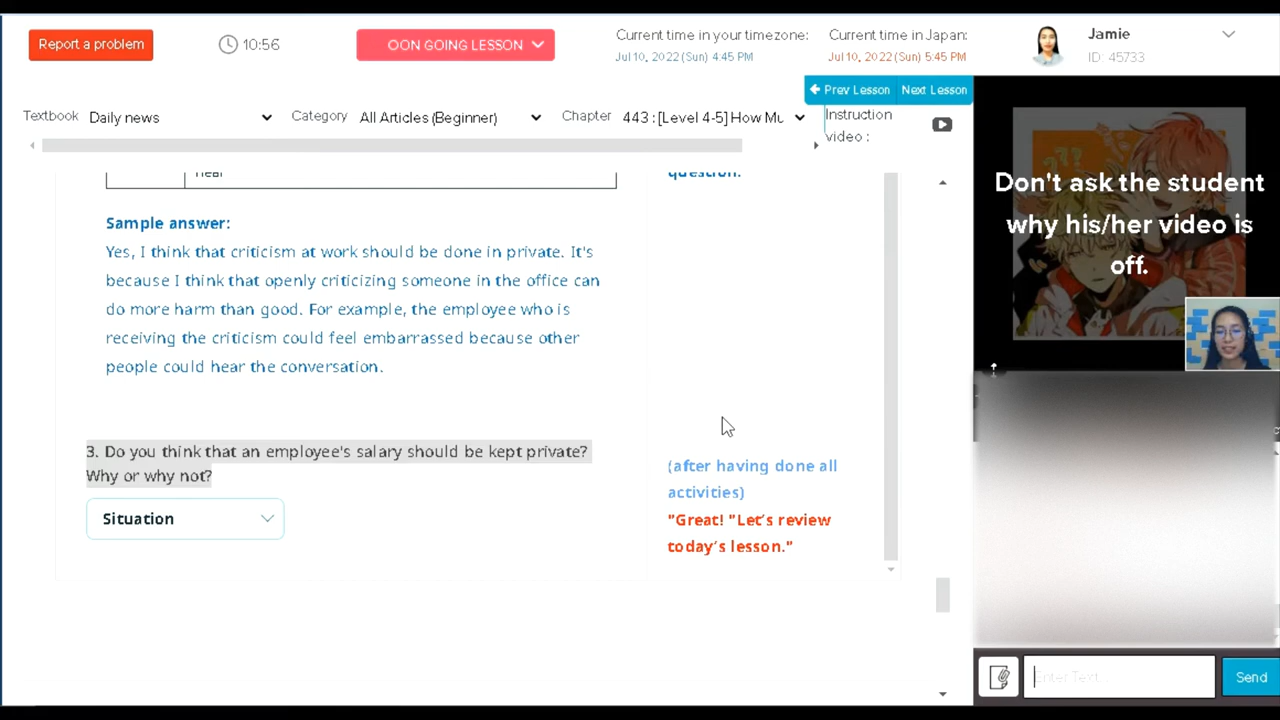 Report a problem
10:56
OON GOING LESSON
Current time in your timezone:
Jul 10, 2022 (Sun) 4:45 PM
Current time in Japan:
Jul 10, 2022 (Sun) 5:45 PM
Jamie
ID: 45733
Prev Lesson
Next Lesson
Textbook
Daily news
Category
All Articles (Beginner)
Chapter
443 : [Level 4-5] How Mu
Instruction
video :
hear
question.
Sample answer:
Yes, I think that criticism at work should be done in private. It's
because I think that openly criticizing someone in the office can
do more harm than good. For example, the employee who is
receiving the criticism could feel embarrassed because other
people could hear the conversation.
3. Do you think that an employee's salary should be kept private?
Why or why not?
Situation
(after having done all
activities)
"Great! "Let's review
today's lesson."
Don't ask the student
why his/her video is
off.
Enter Text...
Send